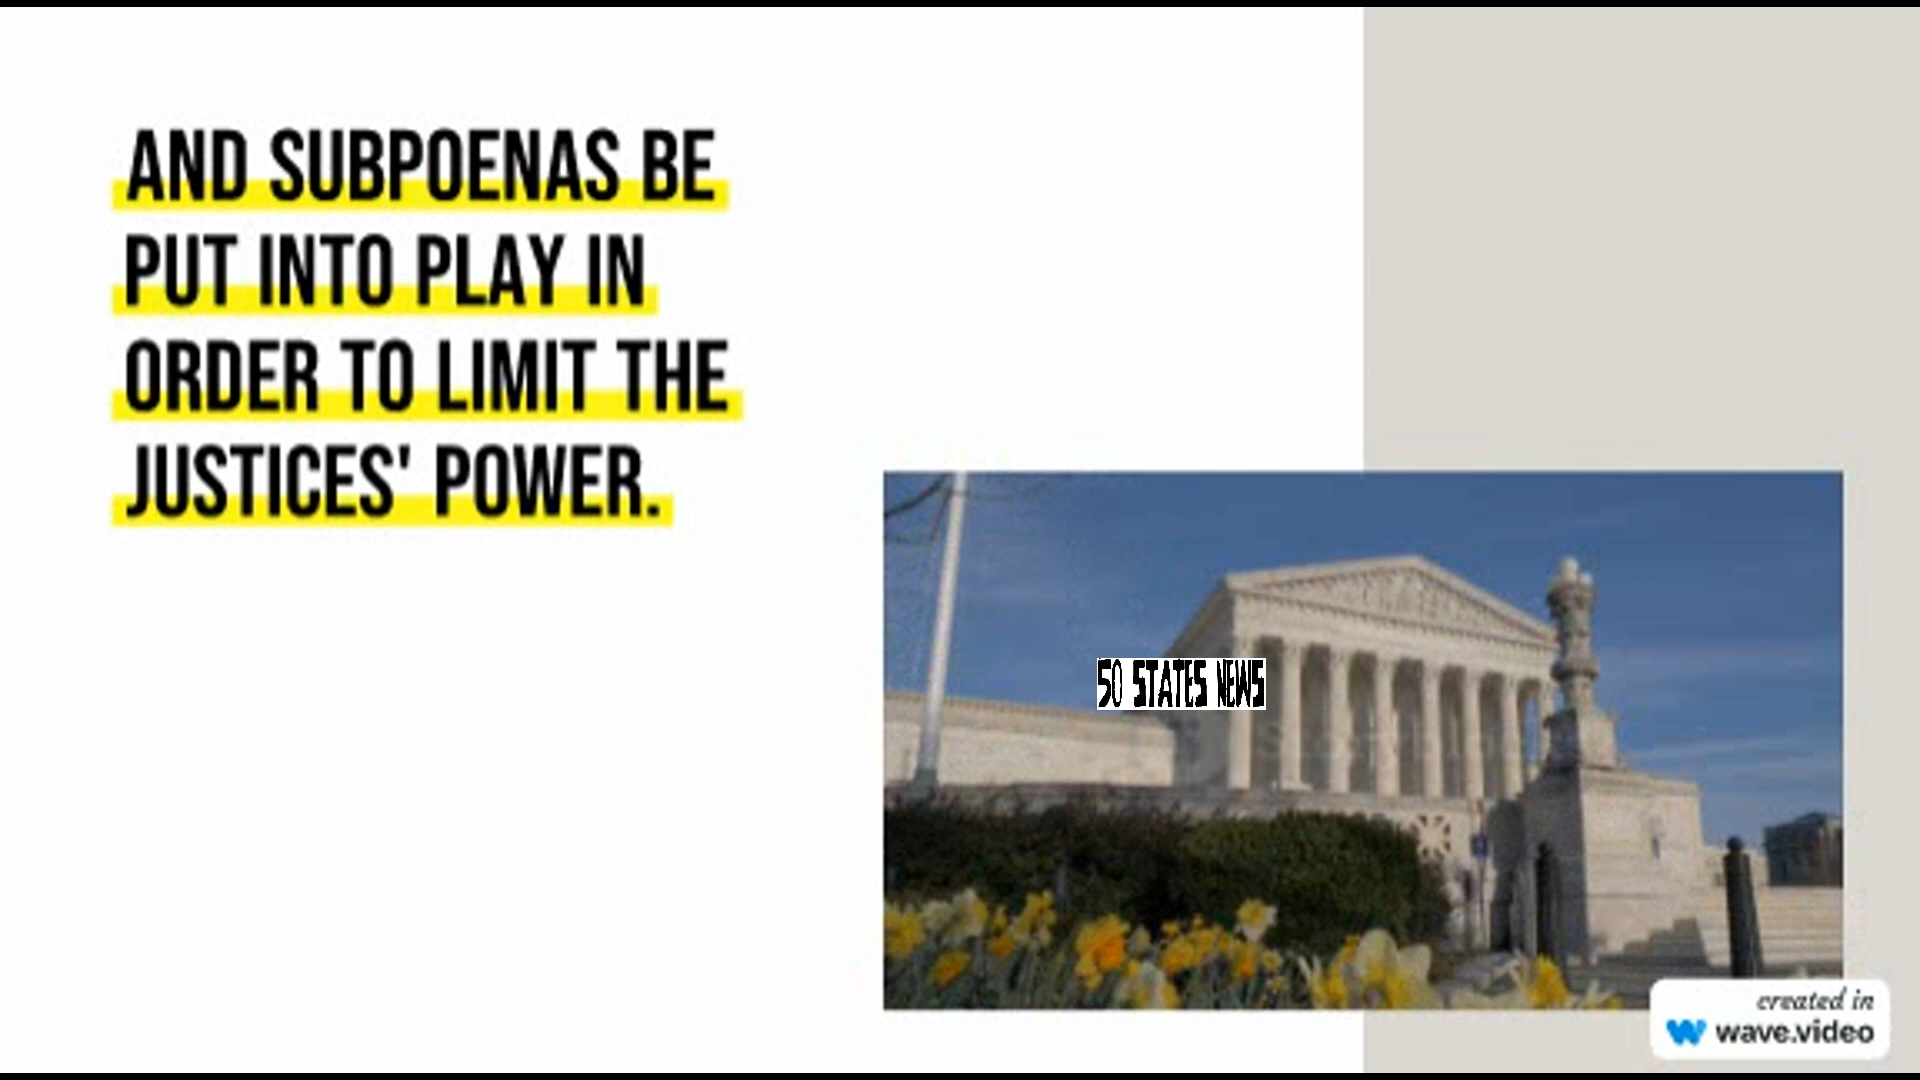 AND SUBPOENAS BE
PUT INTO PLAY IN
ORDER TO LIMIT THE
JUSTICES' POWER.
50 STATES NEWS
created in
wave.video